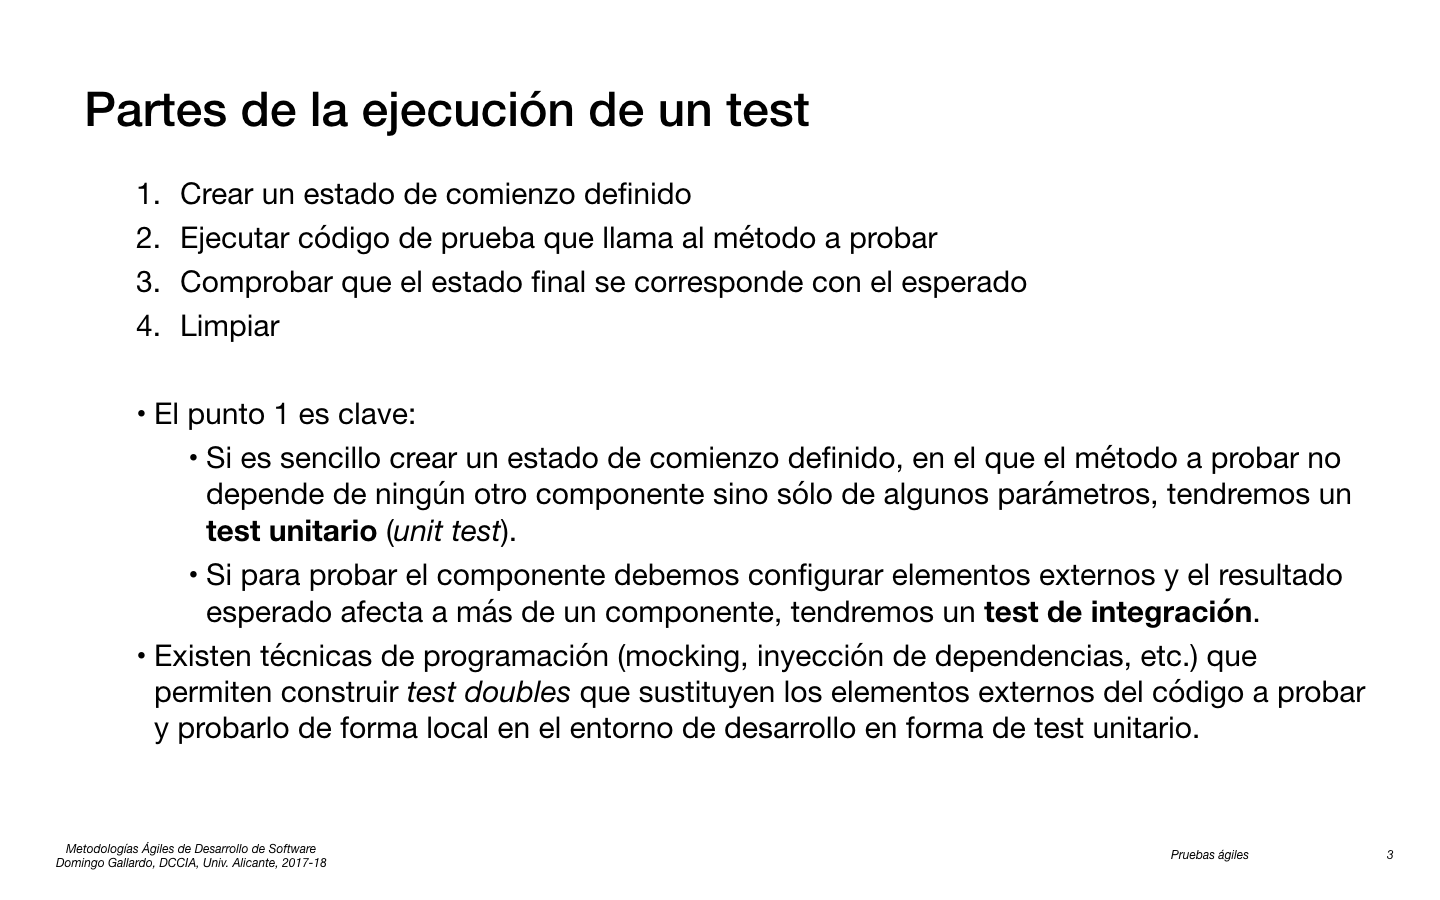 Partes de la ejecución de un test
1. Crear un estado de comienzo definido
2. Ejecutar código de prueba que llama al método a probar
3. Comprobar que el estado final se corresponde con el esperado
4. Limpiar
• El punto 1 es clave:
• Si es sencillo crear un estado de comienzo definido, en el que el método a probar no
depende de ningún otro componente sino sólo de algunos parámetros, tendremos un
test unitario (unit test).
• Si para probar el componente debemos configurar elementos externos y el resultado
esperado afecta a más de un componente, tendremos un test de integración.
• Existen técnicas de programación (mocking, inyección de dependencias, etc.) que
permiten construir test doubles que sustituyen los elementos externos del código a probar
y probarlo de forma local en el entorno de desarrollo en forma de test unitario.
Metodologías Ágiles de Desarrollo de Software
Domingo Gallardo, DCCIA, Univ. Alicante, 2017-18
Pruebas ágiles
3